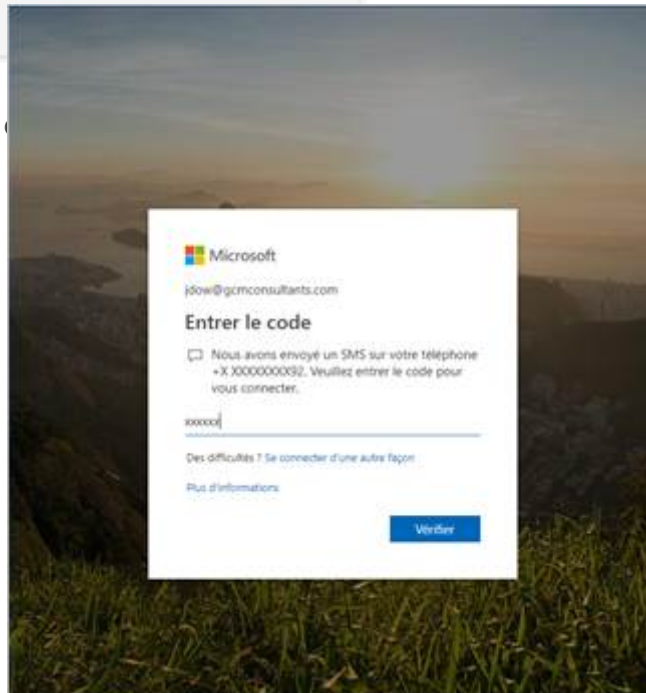 Microsoft
jdow@gcmconsultants.com
Entrer le code
Nous avons envoyé un SMS sur votre téléphone
+X XXXXXXXX92. Veuillez entrer le code pour
vous connecter.
xxxxxx
Des difficultés ? Se connecter d'une autre façon
Plus d'informations
Vérifier